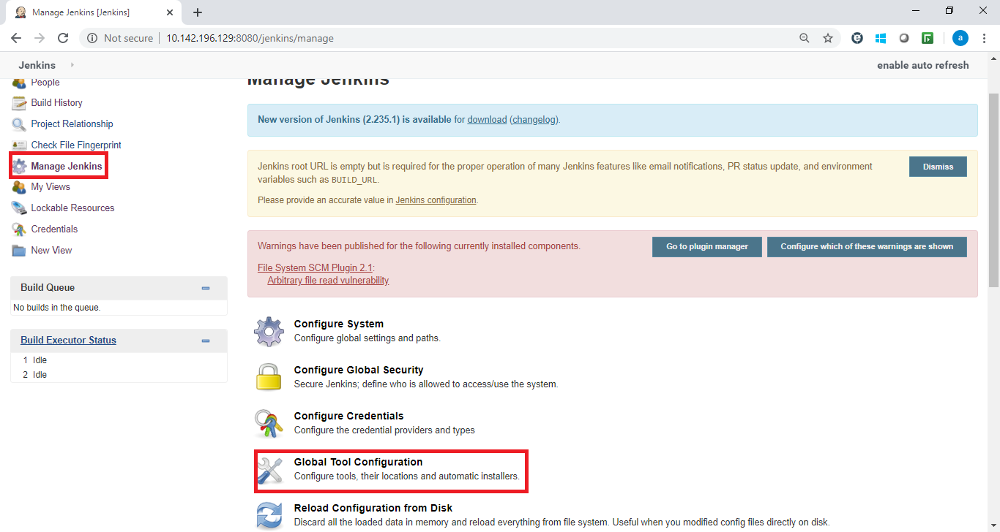 Manage Jenkins [Jenkins]
Not secure
10.142.196.129:8080/jenkins/manage
a
Jenkins
enable auto refresh
People
Build History
Project Relationship
Check File Fingerprint
Manage Jenkins
My Views
Lockable Resources
Credentials
New View
Build Queue
No builds in the queue.
Build Executor Status
1 Idle
2 Idle
Manage Jenkins
New version of Jenkins (2.235.1) is available for download (changelog).
Jenkins root URL is empty but is required for the proper operation of many Jenkins features like email notifications, PR status update, and environment
variables such as BUILD_URL.
Please provide an accurate value in Jenkins configuration.
Dismiss
Warnings have been published for the following currently installed components.
Go to plugin manager
Configure which of these warnings are shown
File System SCM Plugin 2.1:
Arbitrary file read vulnerability
Configure System
Configure global settings and paths.
Configure Global Security
Secure Jenkins; define who is allowed to access/use the system.
Configure Credentials
Configure the credential providers and types
Global Tool Configuration
Configure tools, their locations and automatic installers.
Reload Configuration from Disk
Discard all the loaded data in memory and reload everything from file system. Useful when you modified config files directly on disk.